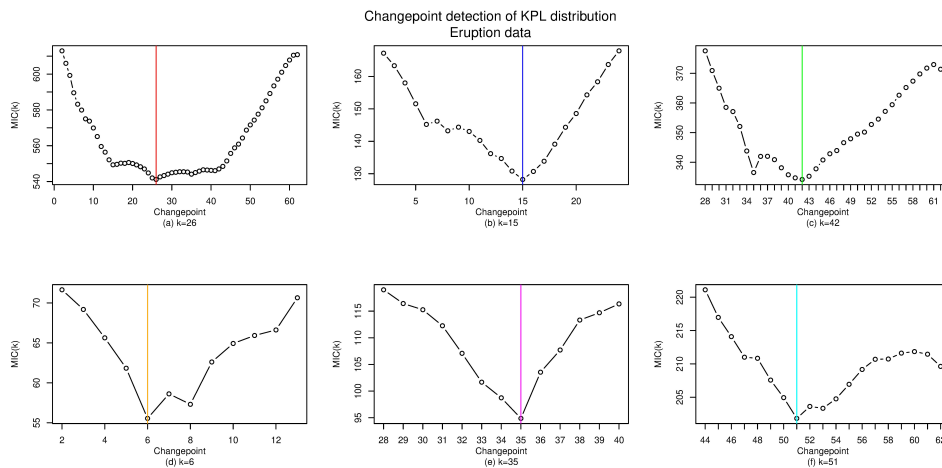 Changepoint detection of KPL distribution
Eruption data
MIC(k)
540 560 580 600
0 10 20 30 40 50 60
Changepoint
(a) k=26
MIC(k)
130 140 150 160
5 10 15 20
Changepoint
(b) k=15
MIC(k)
340 350 360 370
28 31 34 37 40 43 46 49 52 55 58 61
Changepoint
(c) k=42
MIC(k)
55 60 65 70
2 4 6 8 10 12
Changepoint
(d) k=6
MIC(k)
95 100 105 110 115
28 29 30 31 32 33 34 35 36 37 38 39 40
Changepoint
(e) k=35
MIC(k)
205 210 215 220
44 46 48 50 52 54 56 58 60
Changepoint
(f) k=51